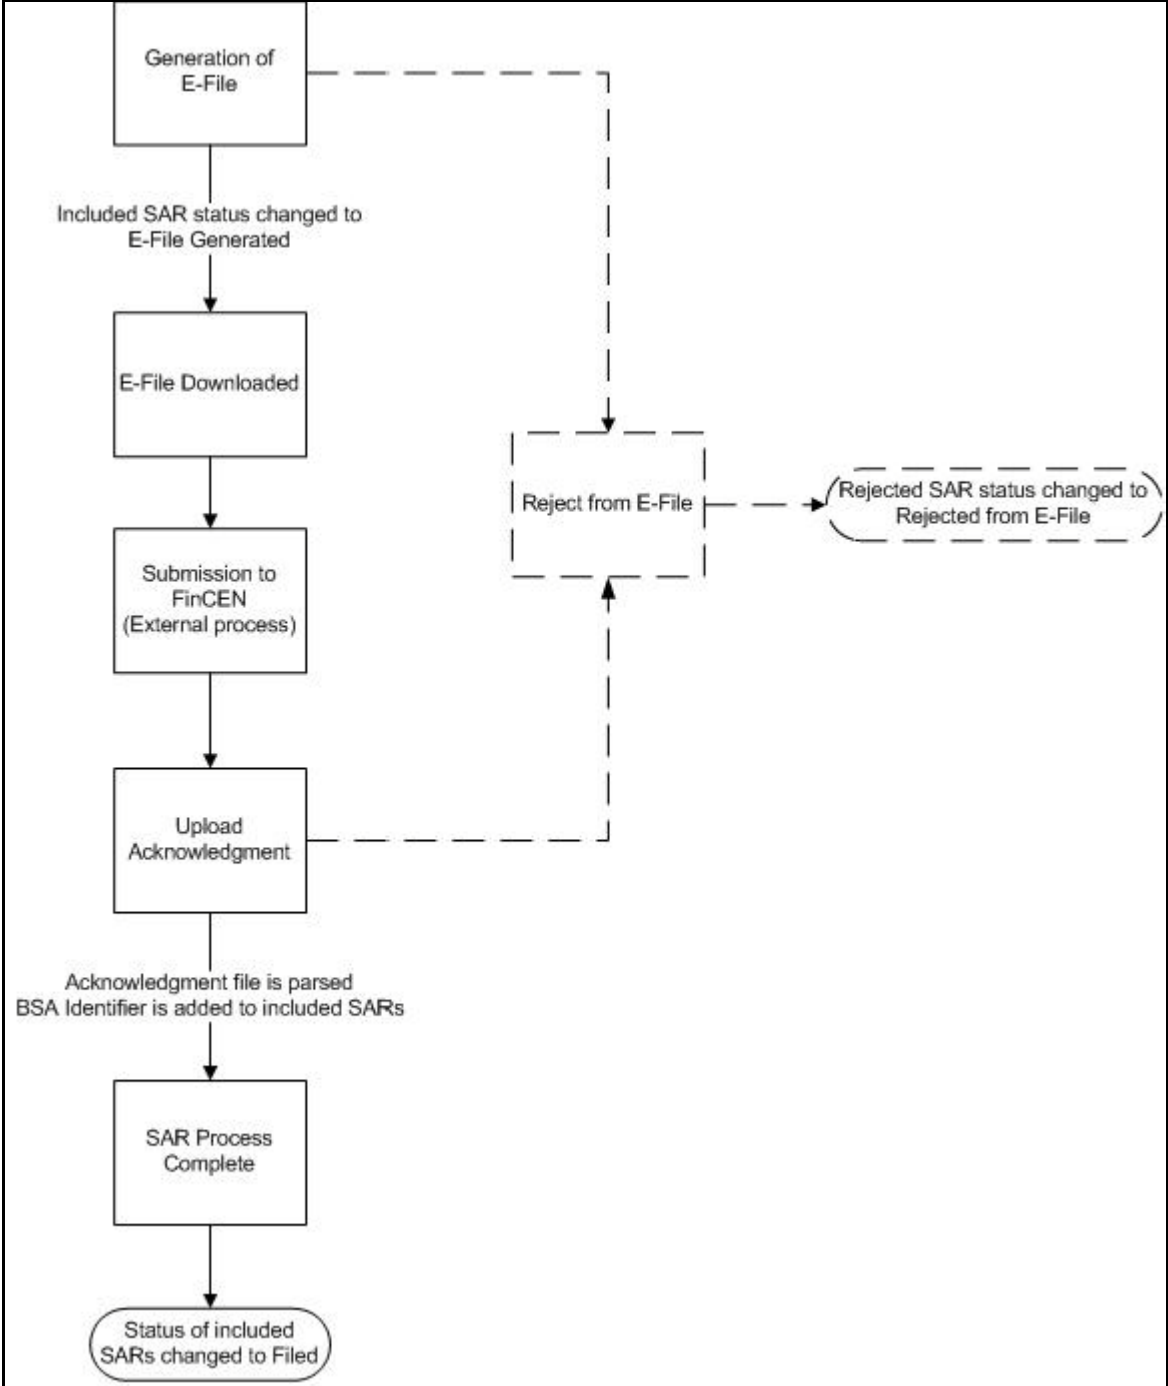 Generation of
E-File
Included SAR status changed to
E-File Generated
E-File Downloaded
Submission to
FinCEN
(External process)
Reject from E-File
Rejected SAR status changed to
Rejected from E-File
Upload
Acknowledgment
Acknowledgment file is parsed
BSA Identifier is added to included SARs
SAR Process
Complete
Status of included
SARs changed to Filed